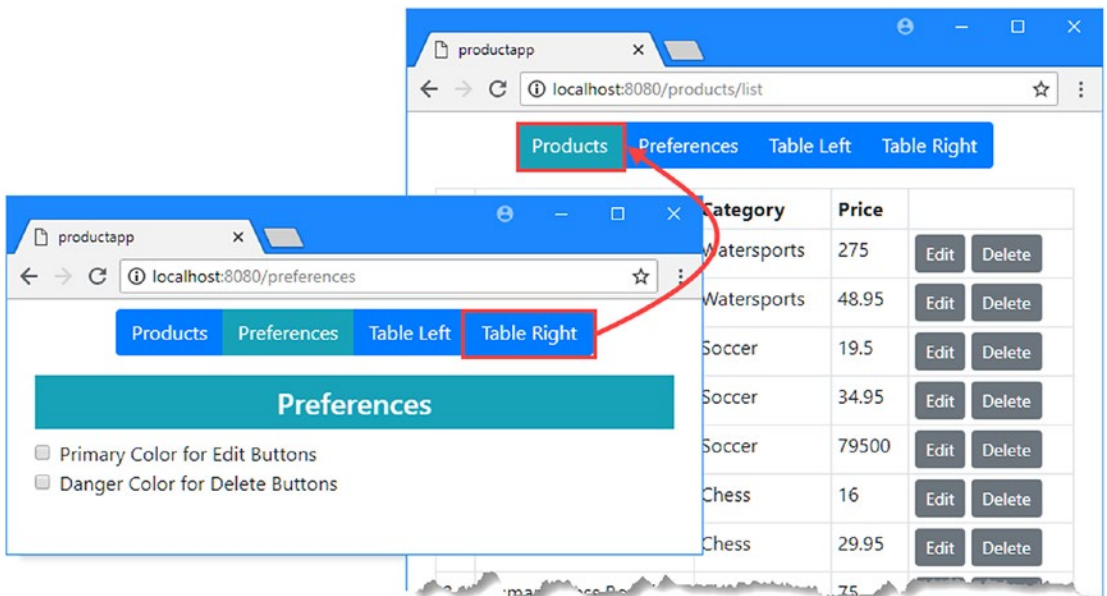 productapp
localhost:8080/products/list
Products Preferences Table Left Table Right
Category Price
Watersports 275 Edit Delete
Watersports 48.95 Edit Delete
Soccer 19.5 Edit Delete
Soccer 34.95 Edit Delete
Soccer 79500 Edit Delete
Chess 16 Edit Delete
Chess 29.95 Edit Delete
75
productapp
localhost:8080/preferences
Products Preferences Table Left Table Right
Preferences
Primary Color for Edit Buttons
Danger Color for Delete Buttons